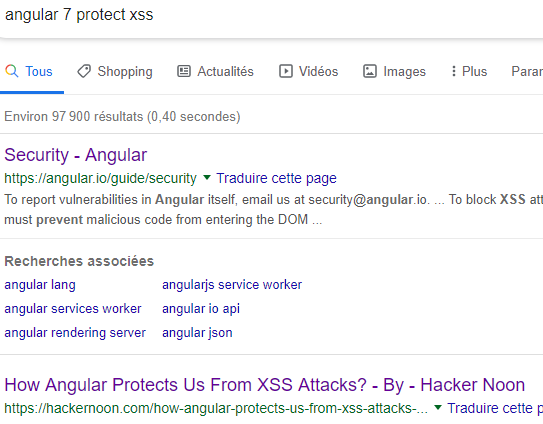 angular 7 protect xss
Tous Shopping Actualités Vidéos Images Plus Paran
Environ 97 900 résultats (0,40 secondes)
Security - Angular
https://angular.io/guide/security Traduire cette page
To report vulnerabilities in Angular itself, email us at security@angular.io. ... To block XSS att
must prevent malicious code from entering the DOM ...
Recherches associées
angular lang angularjs service worker
angular services worker angular io api
angular rendering server angular json
How Angular Protects Us From XSS Attacks? - By - Hacker Noon
https://hackernoon.com/how-angular-protects-us-from-xss-attacks-... Traduire cette p